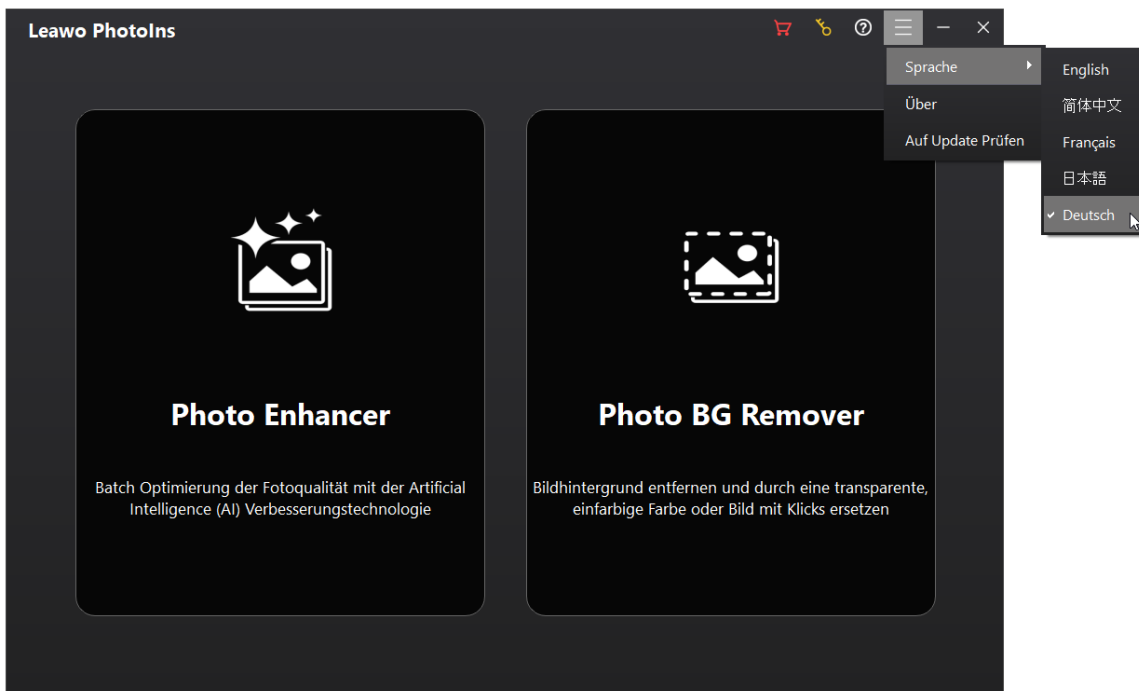 Leawo PhotoIns
Sprache
Über
Auf Update Prüfen
English
简体中文
Français
日本語
Deutsch
Photo Enhancer
Batch Optimierung der Fotoqualität mit der Artificial
Intelligence (AI) Verbesserungstechnologie
Photo BG Remover
Bildhintergrund entfernen und durch eine transparente,
einfarbige Farbe oder Bild mit Klicks ersetzen